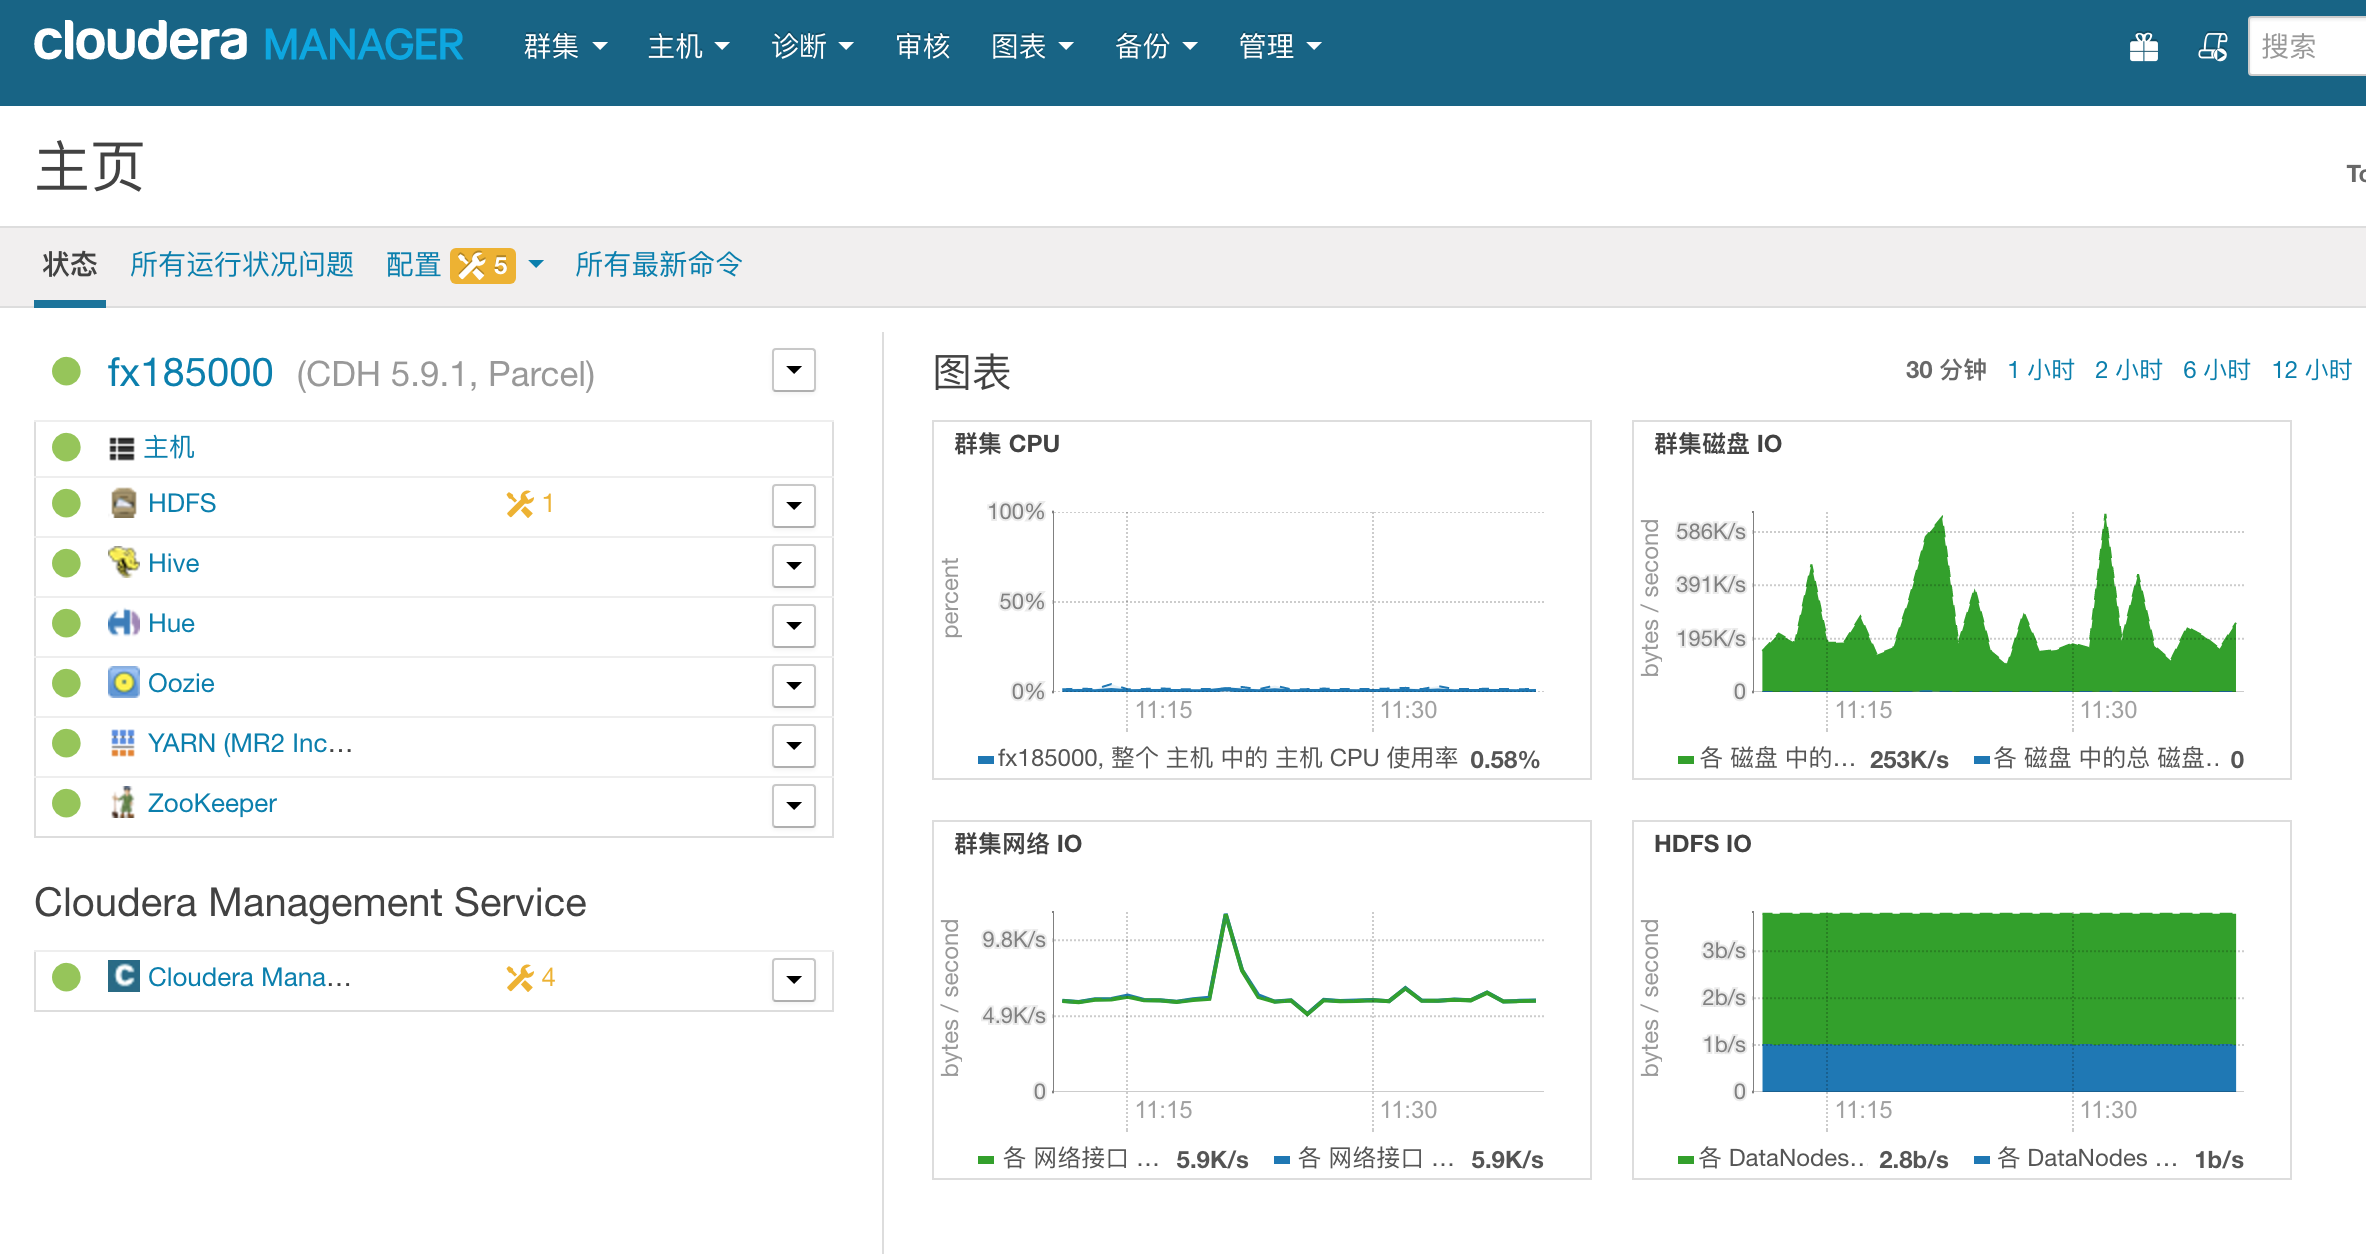 cloudera MANAGER 群集 主机 诊断 审核 图表 备份 管理 搜索
主页
To
状态 所有运行状况问题 配置 5 所有最新命令
fx185000 (CDH 5.9.1, Parcel)
主机
HDFS 1
Hive
Hue
Oozie
YARN (MR2 Inc...
ZooKeeper
Cloudera Management Service
C Cloudera Mana... 4
图表
30 分钟 1 小时 2 小时 6 小时 12 小时
群集 CPU
percent
100%
50%
0%
11:15 11:30
fx185000, 整个 主机 中的 主机 CPU 使用率 0.58%
群集磁盘 IO
bytes / second
586K/s
391K/s
195K/s
0
11:15 11:30
各 磁盘 中的... 253K/s 各 磁盘 中的总 磁盘.. 0
群集网络 IO
bytes / second
9.8K/s
4.9K/s
0
11:15 11:30
各 网络接口 ... 5.9K/s 各 网络接口 ... 5.9K/s
HDFS IO
bytes / second
3b/s
2b/s
1b/s
0
11:15 11:30
各 DataNodes.. 2.8b/s 各 DataNodes ... 1b/s